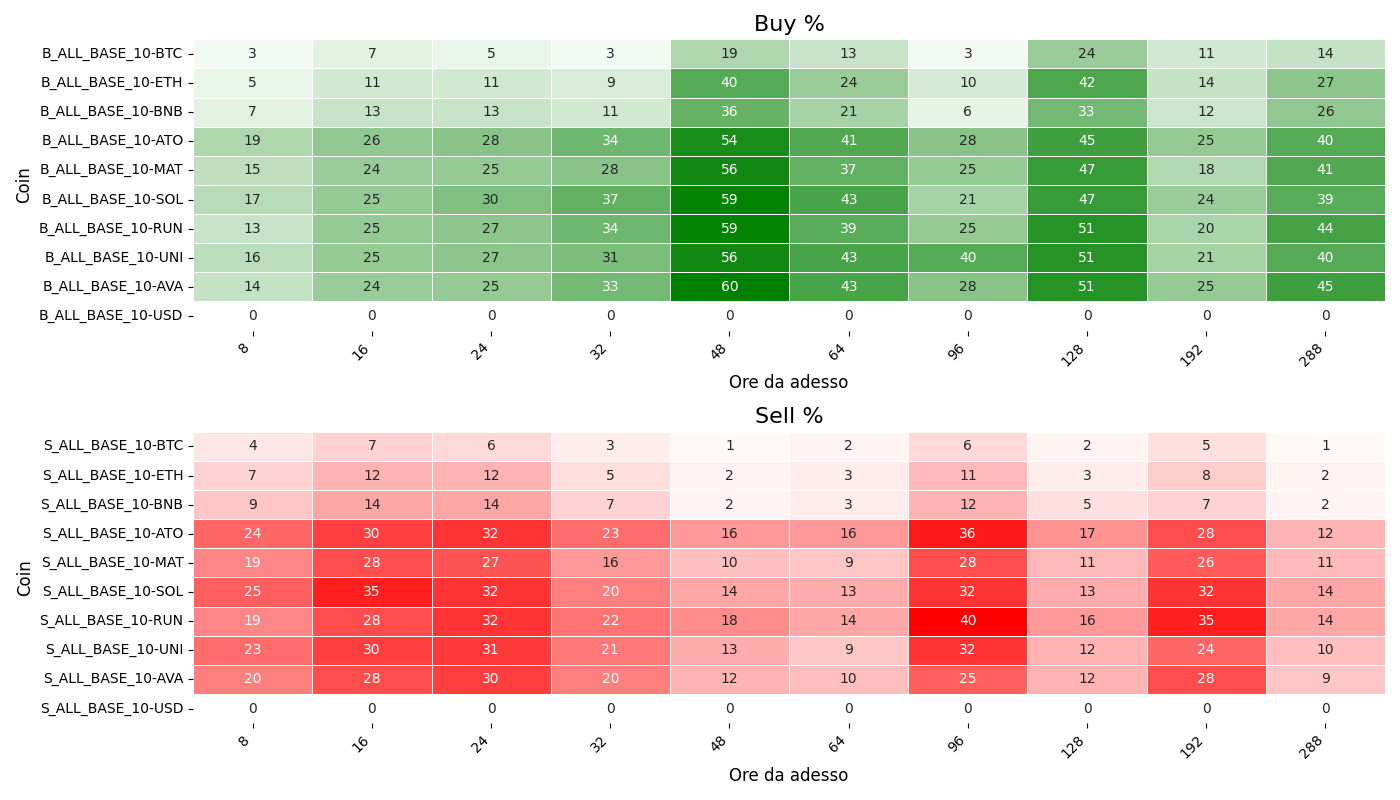 Buy %
B_ALL_BASE_10-BTC 3 7 5 3 19 13 3 24 11 14
B_ALL_BASE_10-ETH 5 11 11 9 40 24 10 42 14 27
B_ALL_BASE_10-BNB 7 13 13 11 36 21 6 33 12 26
B_ALL_BASE_10-ATO 19 26 28 34 54 41 28 45 25 40
B_ALL_BASE_10-MAT 15 24 25 28 56 37 25 47 18 41
B_ALL_BASE_10-SOL 17 25 30 37 59 43 21 47 24 39
B_ALL_BASE_10-RUN 13 25 27 34 59 39 25 51 20 44
B_ALL_BASE_10-UNI 16 25 27 31 56 43 40 51 21 40
B_ALL_BASE_10-AVA 14 24 25 33 60 43 28 51 25 45
B_ALL_BASE_10-USD 0 0 0 0 0 0 0 0 0 0
Coin
8 16 24 32 48 64 96 128 192 288
Ore da adesso
Sell %
S_ALL_BASE_10-BTC 4 7 6 3 1 2 6 2 5 1
S_ALL_BASE_10-ETH 7 12 12 5 2 3 11 3 8 2
S_ALL_BASE_10-BNB 9 14 14 7 2 3 12 5 7 2
S_ALL_BASE_10-ATO 24 30 32 23 16 16 36 17 28 12
S_ALL_BASE_10-MAT 19 28 27 16 10 9 28 11 26 11
S_ALL_BASE_10-SOL 25 35 32 20 14 13 32 13 32 14
S_ALL_BASE_10-RUN 19 28 32 22 18 14 40 16 35 14
S_ALL_BASE_10-UNI 23 30 31 21 13 9 32 12 24 10
S_ALL_BASE_10-AVA 20 28 30 20 12 10 25 12 28 9
S_ALL_BASE_10-USD 0 0 0 0 0 0 0 0 0 0
Coin
8 16 24 32 48 64 96 128 192 288
Ore da adesso